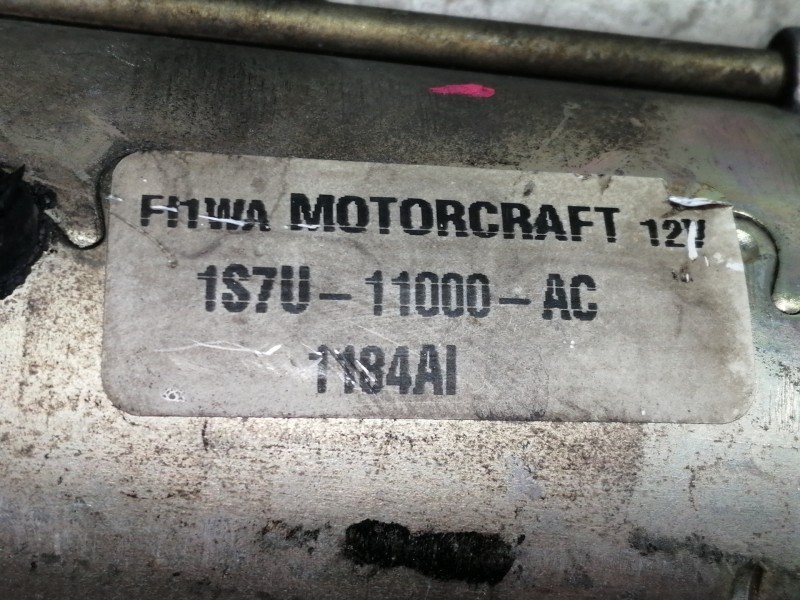 FI1WA MOTORCRAFT 12V
1S7U-11000-AC
1184AI